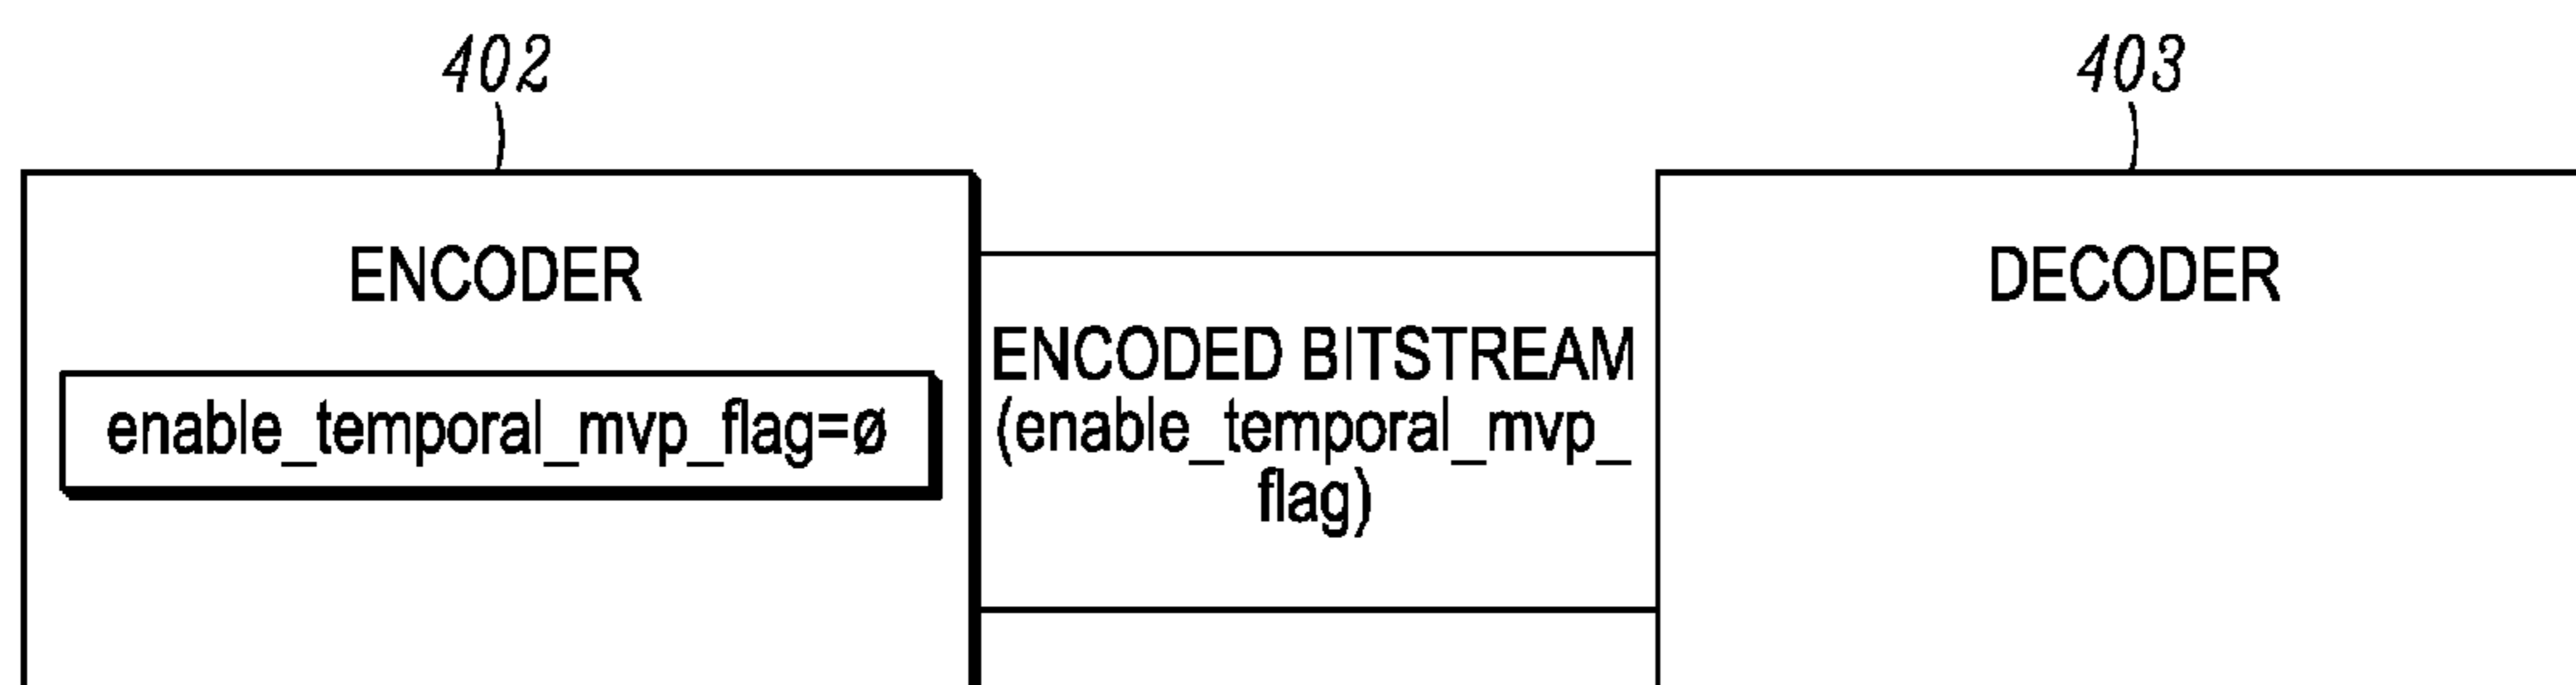 402
403
ENCODER
DECODER
enable_temporal_mvp_flag=ø
ENCODED BITSTREAM
(enable_temporal_mvp_
flag)